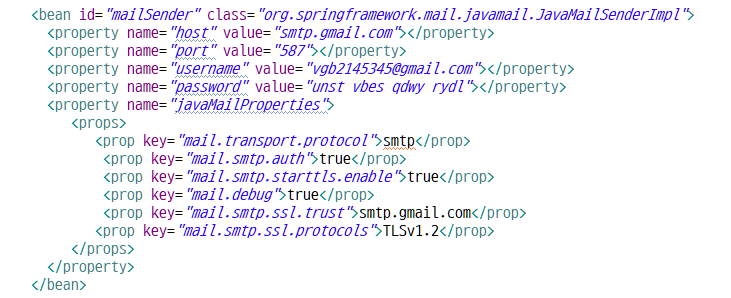 <bean id="mailSender" class="org.springframework.mail.javamail.JavaMailSenderImpl">
<property name="host" value="smtp.gmail.com"></property>
<property name="port" value="587"></property>
<property name="username" value="vgb2145345@gmail.com"></property>
<property name="password" value="unst vbes qdwy rydl"></property>
<property name="javaMailProperties">
<props>
<prop key="mail.transport.protocol">smtp</prop>
<prop key="mail.smtp.auth">true</prop>
<prop key="mail.smtp.starttls.enable">true</prop>
<prop key="mail.debug">true</prop>
<prop key="mail.smtp.ssl.trust">smtp.gmail.com</prop>
<prop key="mail.smtp.ssl.protocols">TLSv1.2</prop>
</props>
</property>
</bean>